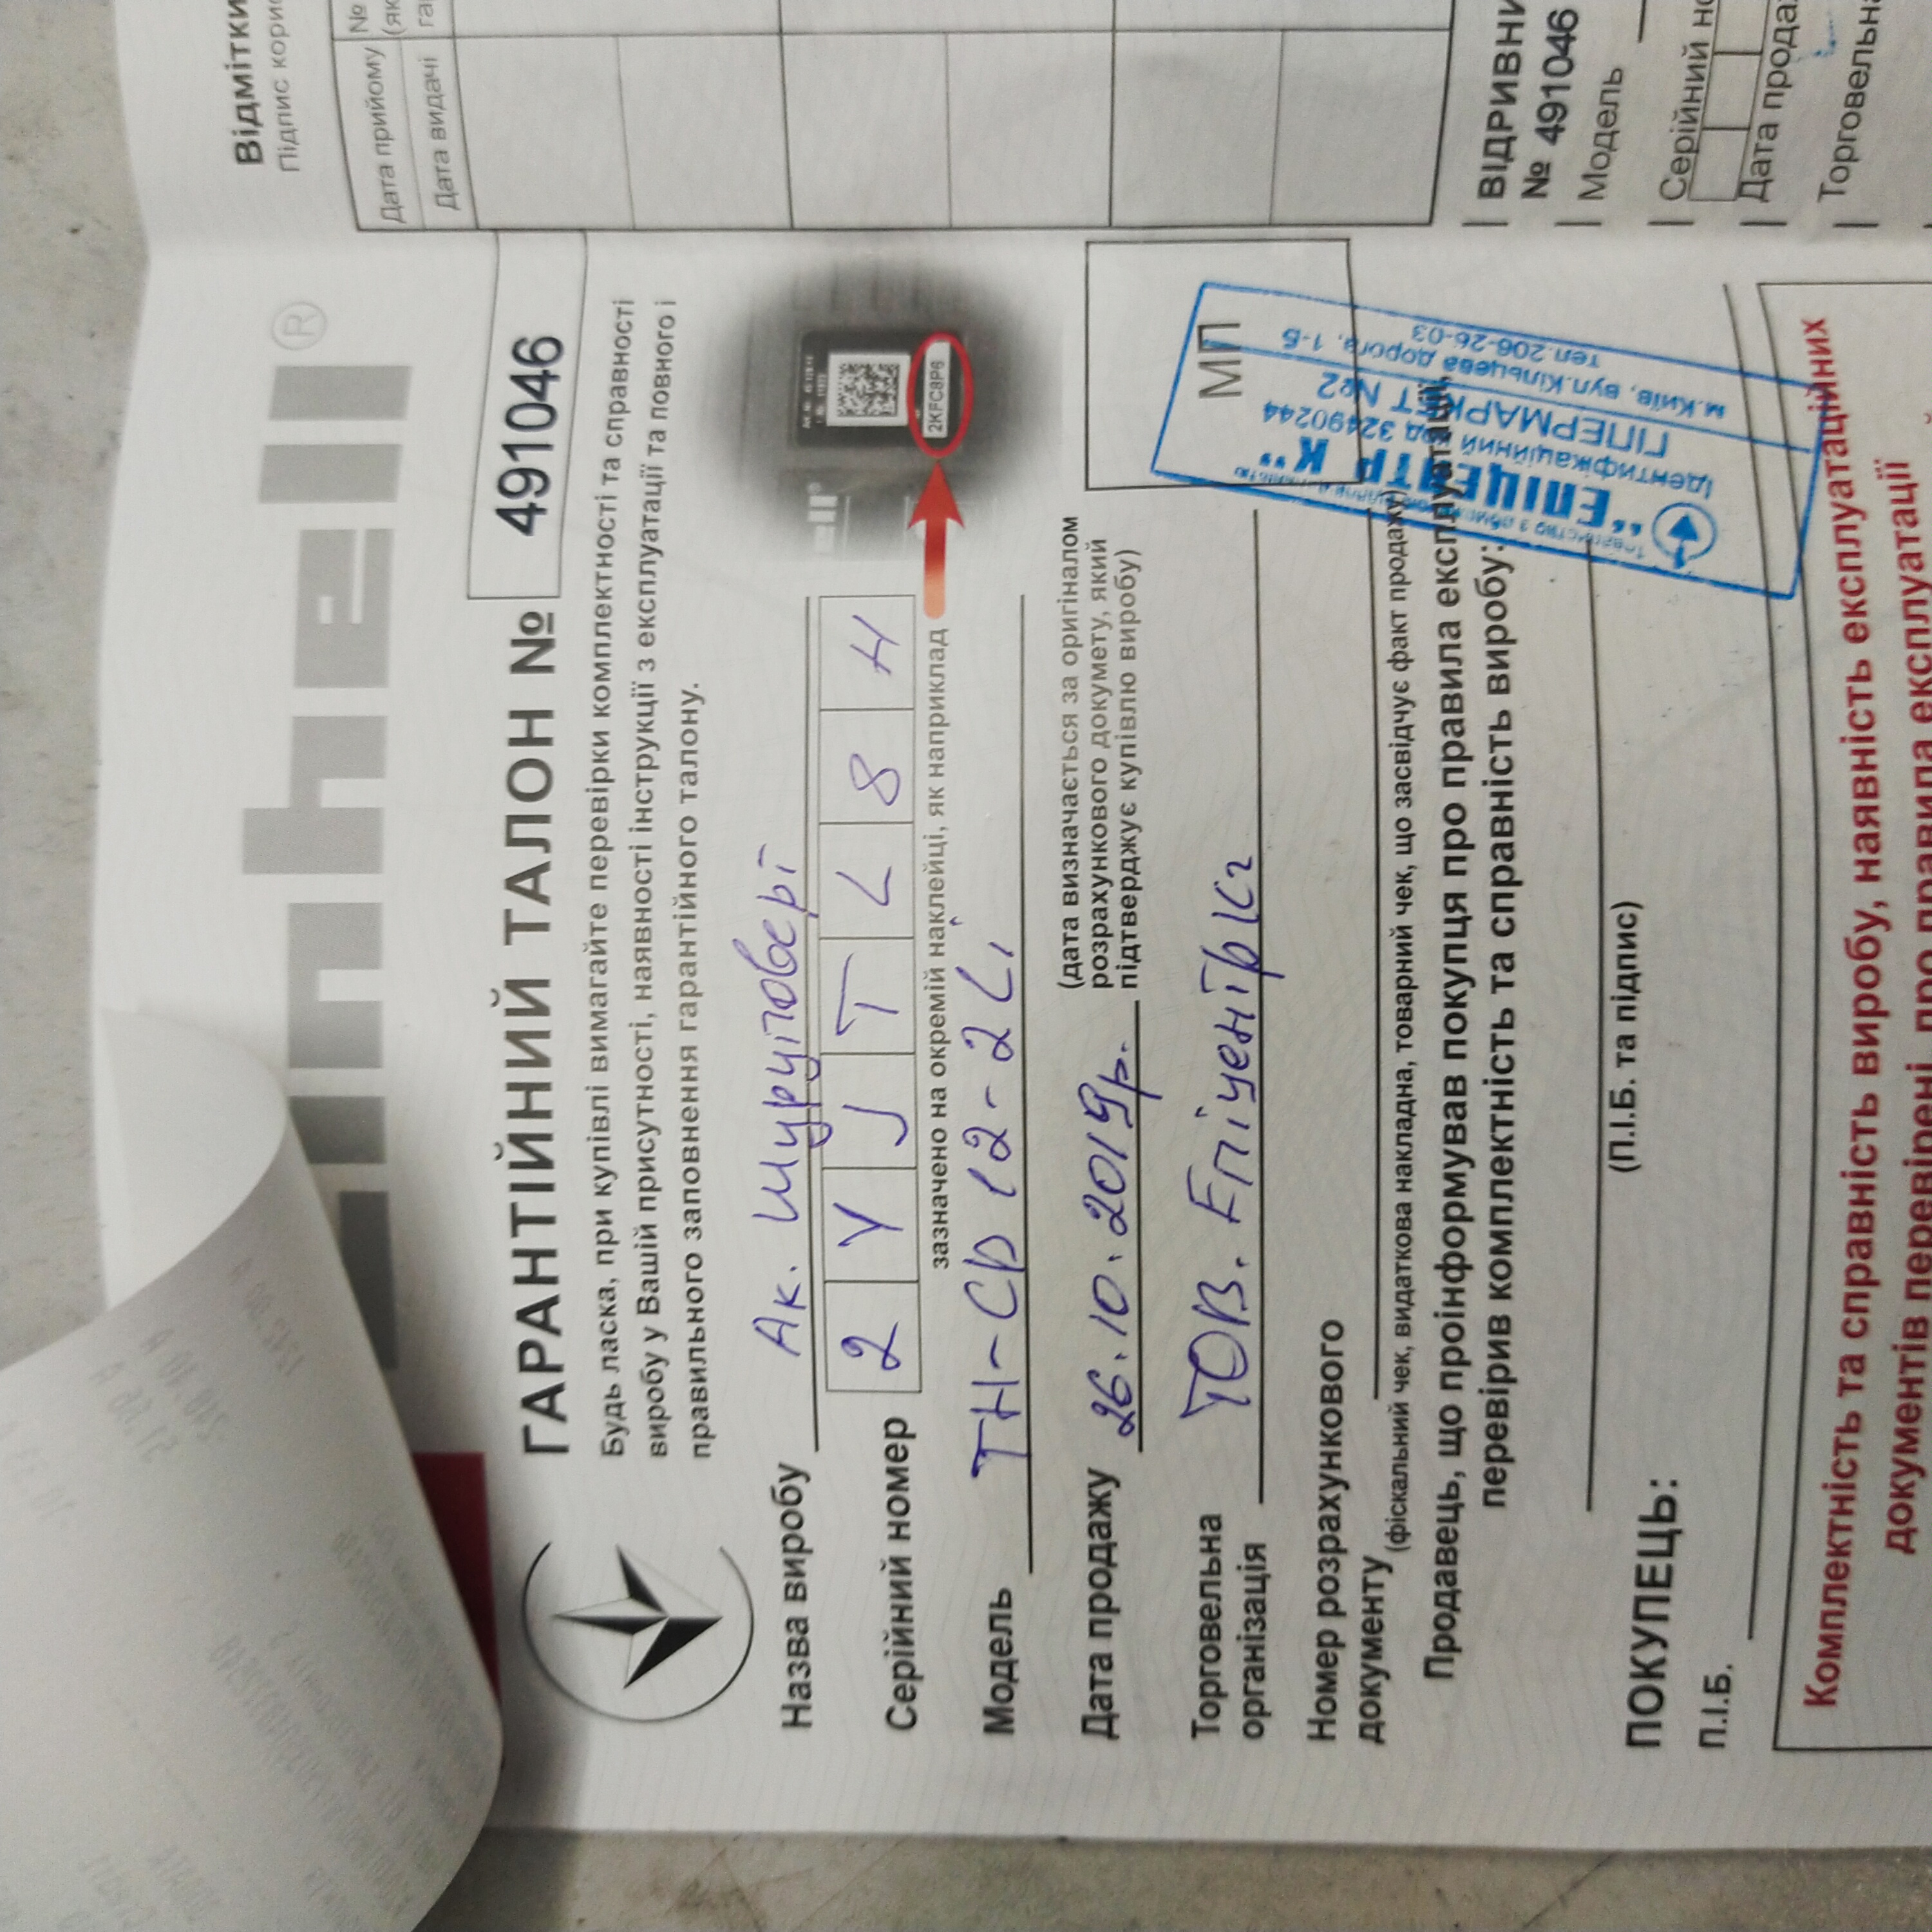 einhell®
ГАРАНТІЙНИЙ ТАЛОН № 491046
Будь ласка, при купівлі вимагайте перевірки комплектності та справності
виробу у Вашій присутності, наявності інструкції з експлуатації та повного і
правильного заповнення гарантійного талону.
Назва виробу Ак. Шуруповерт
Серійний номер 2 Y J T L 8 H
зазначено на окремій наклейці, як наприклад
2KFC8P6
Модель TH-CD 12-2 Li
Дата продажу 26.10.2019р. (дата визначається за оригіналом
розрахункового докумету, який
підтверджує купівлю виробу)
Торговельна
організація ТОВ. Епіцентр К2
МП
"ЕПІЦЕНТР К"
Ідентифікаційний код 32490244
ГІПЕРМАРКЕТ №2
м.Київ, вул.Кільцева дорога, 1-Б
тел.206-26-03
Номер розрахункового
документу
(фіскальний чек, видаткова накладна, товарний чек, що засвідчує факт продажу)
Продавець, що проінформував покупця про правила експлуатації,
перевірив комплектність та справність виробу:
(П.І.Б. та підпис)
ПОКУПЕЦЬ:
П.І.Б.
Комплектність та справність виробу, наявність експлуатаційних
документів перевірені, про правила експлуатації
Відмітки
Підпис
Дата прийому
Дата видачі
№
№ 491046
Модель
Серійний
Дата